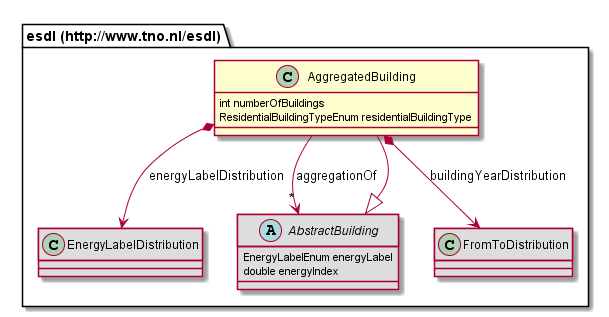 esdl (http://www.tno.nl/esdl)
C AggregatedBuilding
int numberOfBuildings
ResidentialBuildingTypeEnum residentialBuildingType
energyLabelDistribution
aggregationOf
buildingYearDistribution
*
C EnergyLabelDistribution
A AbstractBuilding
EnergyLabelEnum energyLabel
double energyIndex
C FromToDistribution